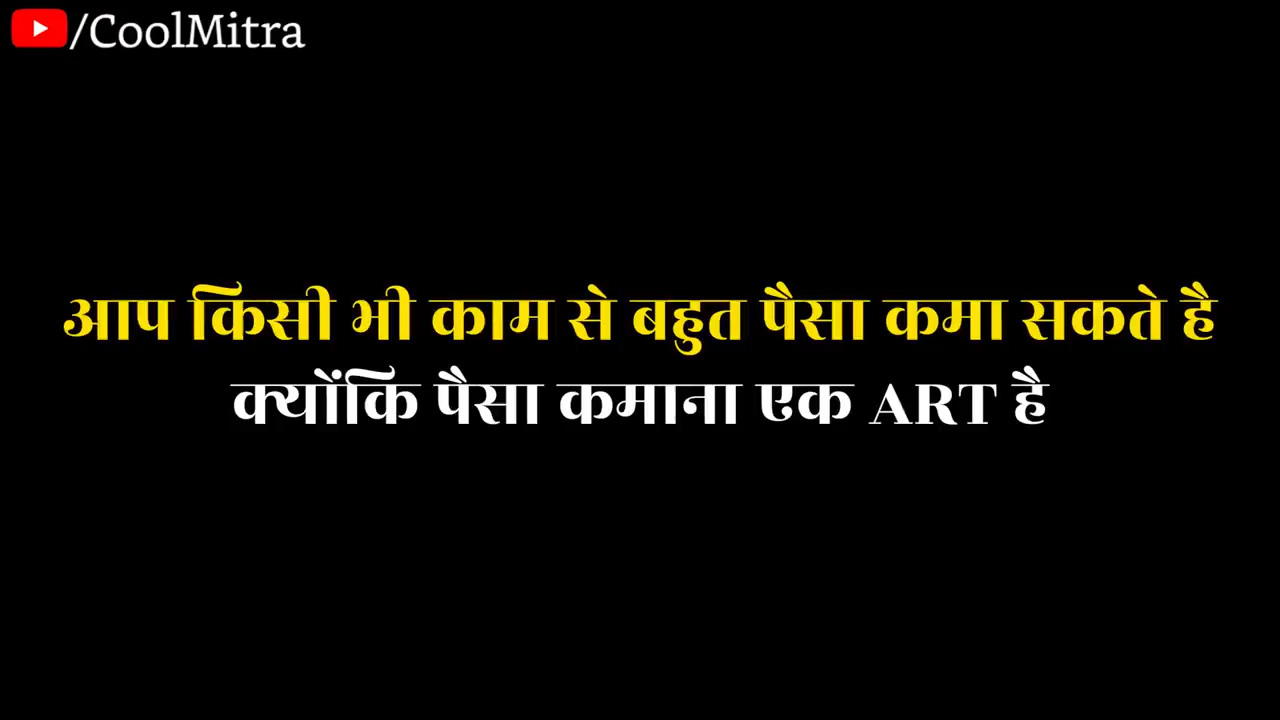 /CoolMitra
आप किसी भी काम से बहुत पैसा कमा सकते है
क्योंकि पैसा कमाना एक ART है